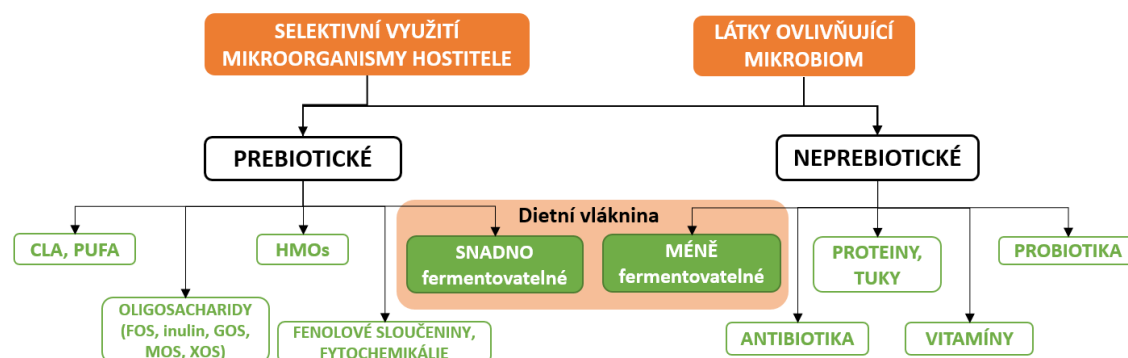 SELEKTIVNÍ VYUŽITÍ
MIKROORGANISMY HOSTITELE
LÁTKY OVLIVŇUJÍCÍ
MIKROBIOM
PREBIOTICKÉ
NEPREBIOTICKÉ
Dietní vláknina
CLA, PUFA
HMOs
SNADNO
fermentovatelné
MÉNĚ
fermentovatelné
PROTEINY,
TUKY
PROBIOTIKA
OLIGOSACHARIDY
(FOS, inulin, GOS,
MOS, XOS)
FENOLOVÉ SLOUČENINY,
FYTOCHEMIKÁLIE
ANTIBIOTIKA
VITAMÍNY